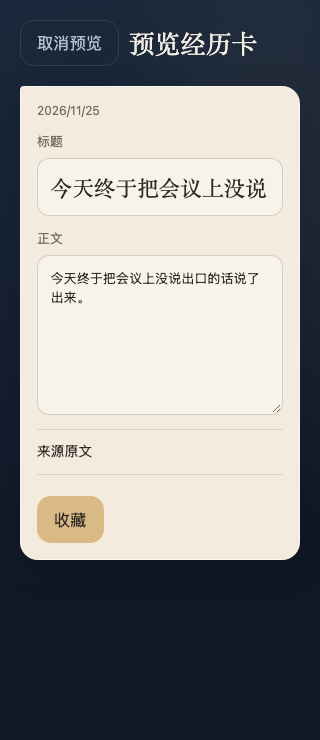 取消预览
预览经历卡
2026/11/25
标题
今天终于把会议上没说
正文
今天终于把会议上没说出口的话说了
出来。
来源原文
收藏